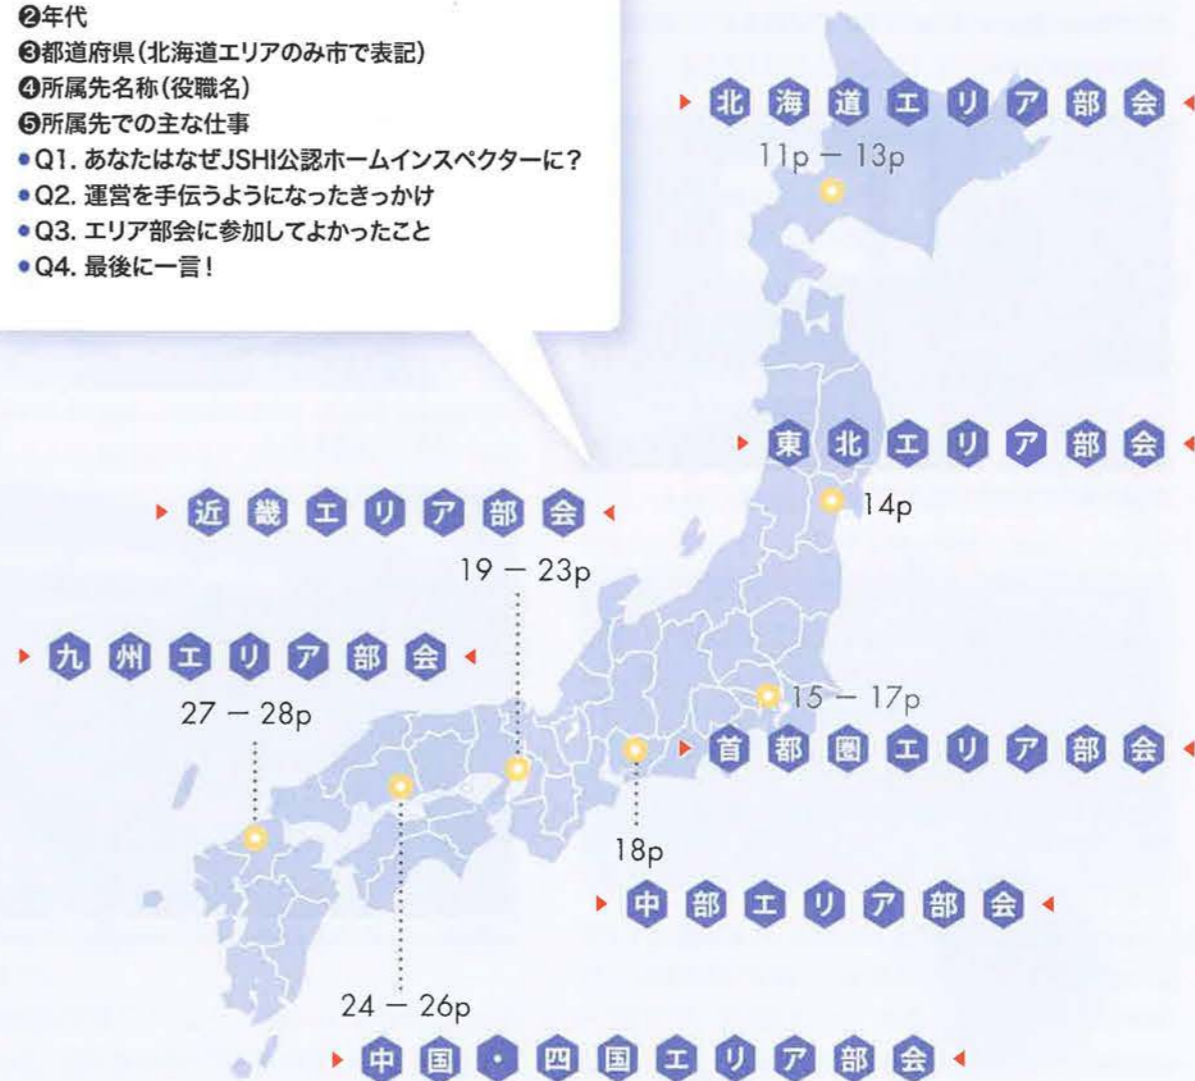 ❷年代
❸都道府県(北海道エリアのみ市で表記)
❹所属先名称(役職名)
❺所属先での主な仕事
•Q1. あなたはなぜJSHI公認ホームインスペクターに?
•Q2. 運営を手伝うようになったきっかけ
•Q3. エリア部会に参加してよかったこと
•Q4. 最後に一言!
北海道エリア部会
11p − 13p
東北エリア部会
14p
近畿エリア部会
19 − 23p
九州エリア部会
27 − 28p
15 − 17p
首都圏エリア部会
18p
中部エリア部会
24 − 26p
中国・四国エリア部会